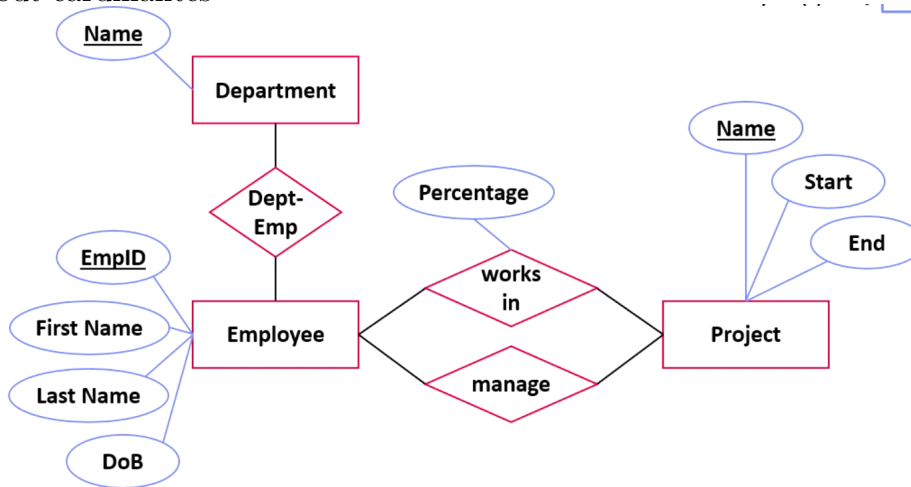 Name
Department
Name
Dept-
Emp
Percentage
Start
End
EmpID
works
in
First Name
Employee
Project
Last Name
manage
DoB